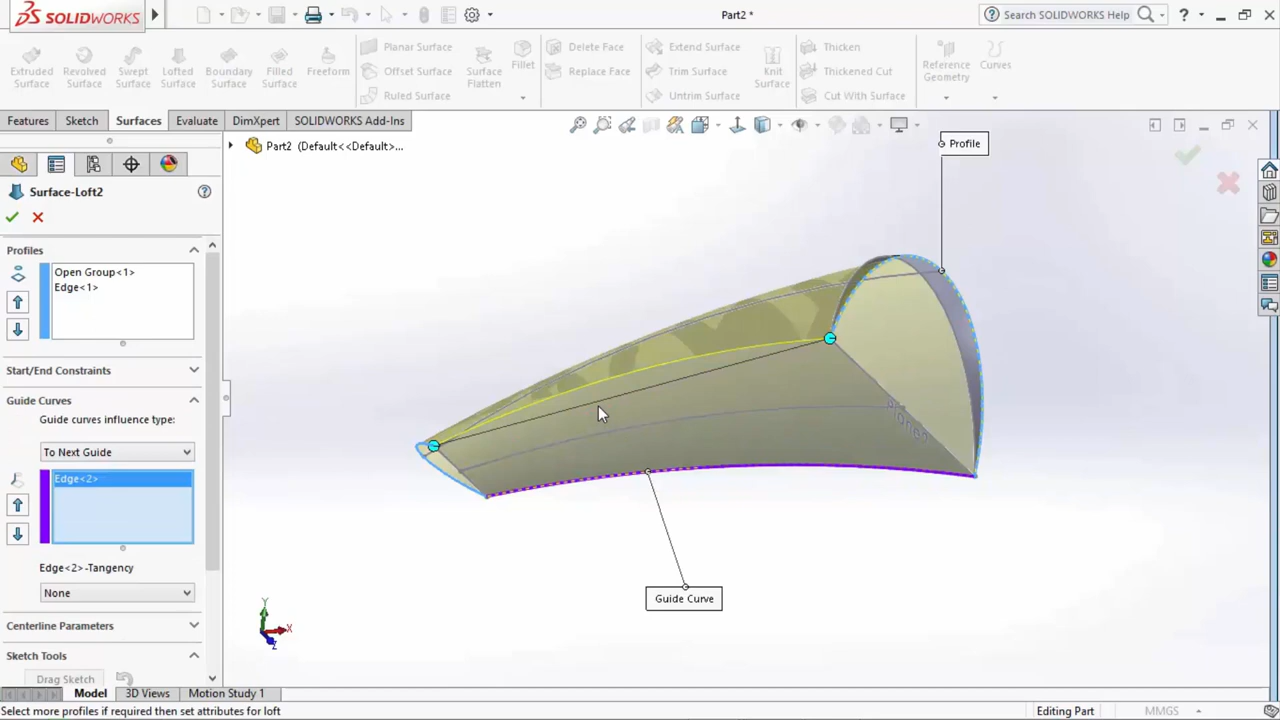 SOLIDWORKS
Part2 *
Search SOLIDWORKS Help
Extruded Surface
Revolved Surface
Swept Surface
Lofted Surface
Boundary Surface
Filled Surface
Freeform
Planar Surface
Offset Surface
Ruled Surface
Surface Flatten
Fillet
Delete Face
Replace Face
Extend Surface
Trim Surface
Untrim Surface
Knit Surface
Thicken
Thickened Cut
Cut With Surface
Reference Geometry
Curves
Features
Sketch
Surfaces
Evaluate
DimXpert
SOLIDWORKS Add-Ins
Part2 (Default<<Default>...
Surface-Loft2
Profiles
Open Group<1>
Edge<1>
Start/End Constraints
Guide Curves
Guide curves influence type:
To Next Guide
Edge<2>
Edge<2>-Tangency
None
Centerline Parameters
Sketch Tools
Drag Sketch
Profile
Profile
Guide Curve
Y
X
Z
Model
3D Views
Motion Study 1
Select more profiles if required then set attributes for loft
Editing Part
MMGS